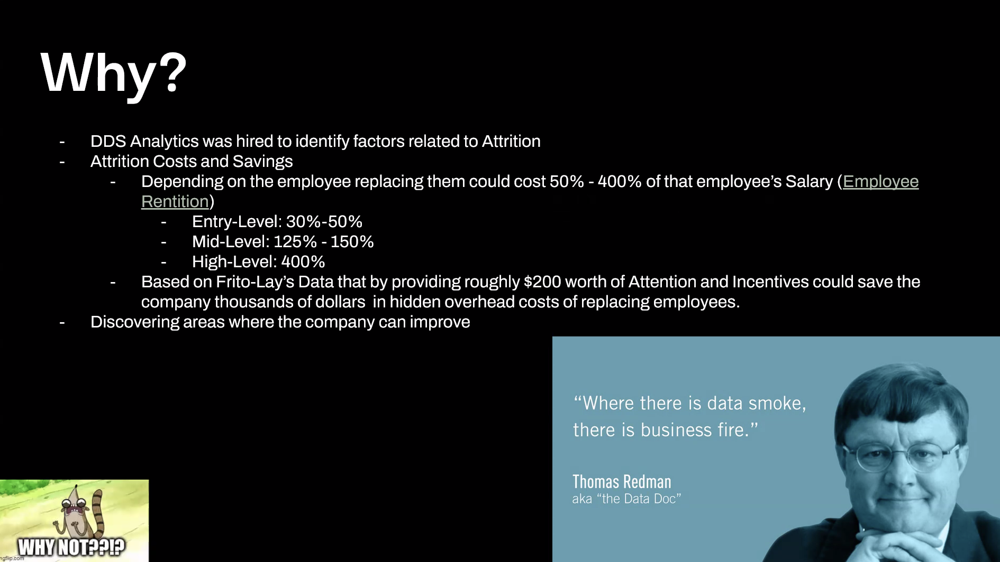 Why?
- DDS Analytics was hired to identify factors related to Attrition
- Attrition Costs and Savings
- Depending on the employee replacing them could cost 50% - 400% of that employee’s Salary (Employee
Rentition)
- Entry-Level: 30%-50%
- Mid-Level: 125% - 150%
- High-Level: 400%
- Based on Frito-Lay’s Data that by providing roughly $200 worth of Attention and Incentives could save the
company thousands of dollars  in hidden overhead costs of replacing employees.
- Discovering areas where the company can improve
“Where there is data smoke,
there is business fire.”
Thomas Redman
aka “the Data Doc”
WHY NOT??!?
ngflip.com